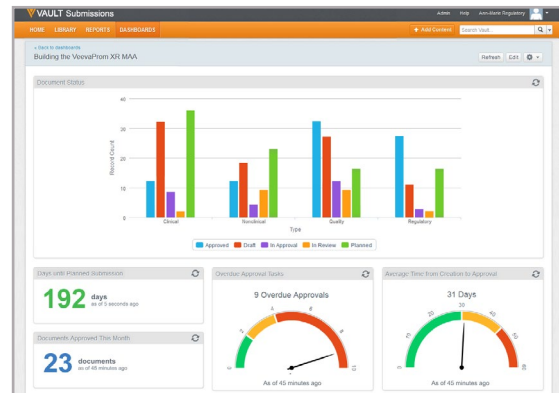 VAULT Submissions
Admin Help Ann-Marie Regulatory
HOME LIBRARY REPORTS DASHBOARDS
+ Add Content Search Vault...
« Back to dashboards
Building the VeevaProm XR MAA
Refresh Edit
Document Status
Record Count
40
30
20
10
0
Clinical Nonclinical Quality Regulatory
Type
Approved Draft In Approval In Review Planned
Days until Planned Submission
192 days
as of 5 seconds ago
Documents Approved This Month
23 documents
as of 45 minutes ago
Overdue Approval Tasks
9 Overdue Approvals
0 2 4 6 8 10
As of 45 minutes ago
Average Time from Creation to Approval
31 Days
0 10 20 30 40 50 60
As of 45 minutes ago